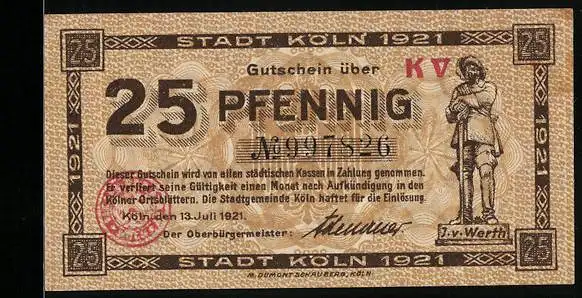 25 STADT KÖLN 1921 25
Gutschein über KV
25 PFENNIG
№ 997826
1921
1921
Dieser Gutschein wird von allen städtischen Kassen in Zahlung genommen.
Er verliert seine Gültigkeit einen Monat nach Aufkündigung in den
Kölner Ortsblättern. Die Stadtgemeinde Köln haftet für die Einlösung.
Köln, den 13. Juli 1921.
Der Oberbürgermeister:
J. v. Werth
25 STADT KÖLN 1921 25
M. DUMONT SCHAUBERG, KÖLN